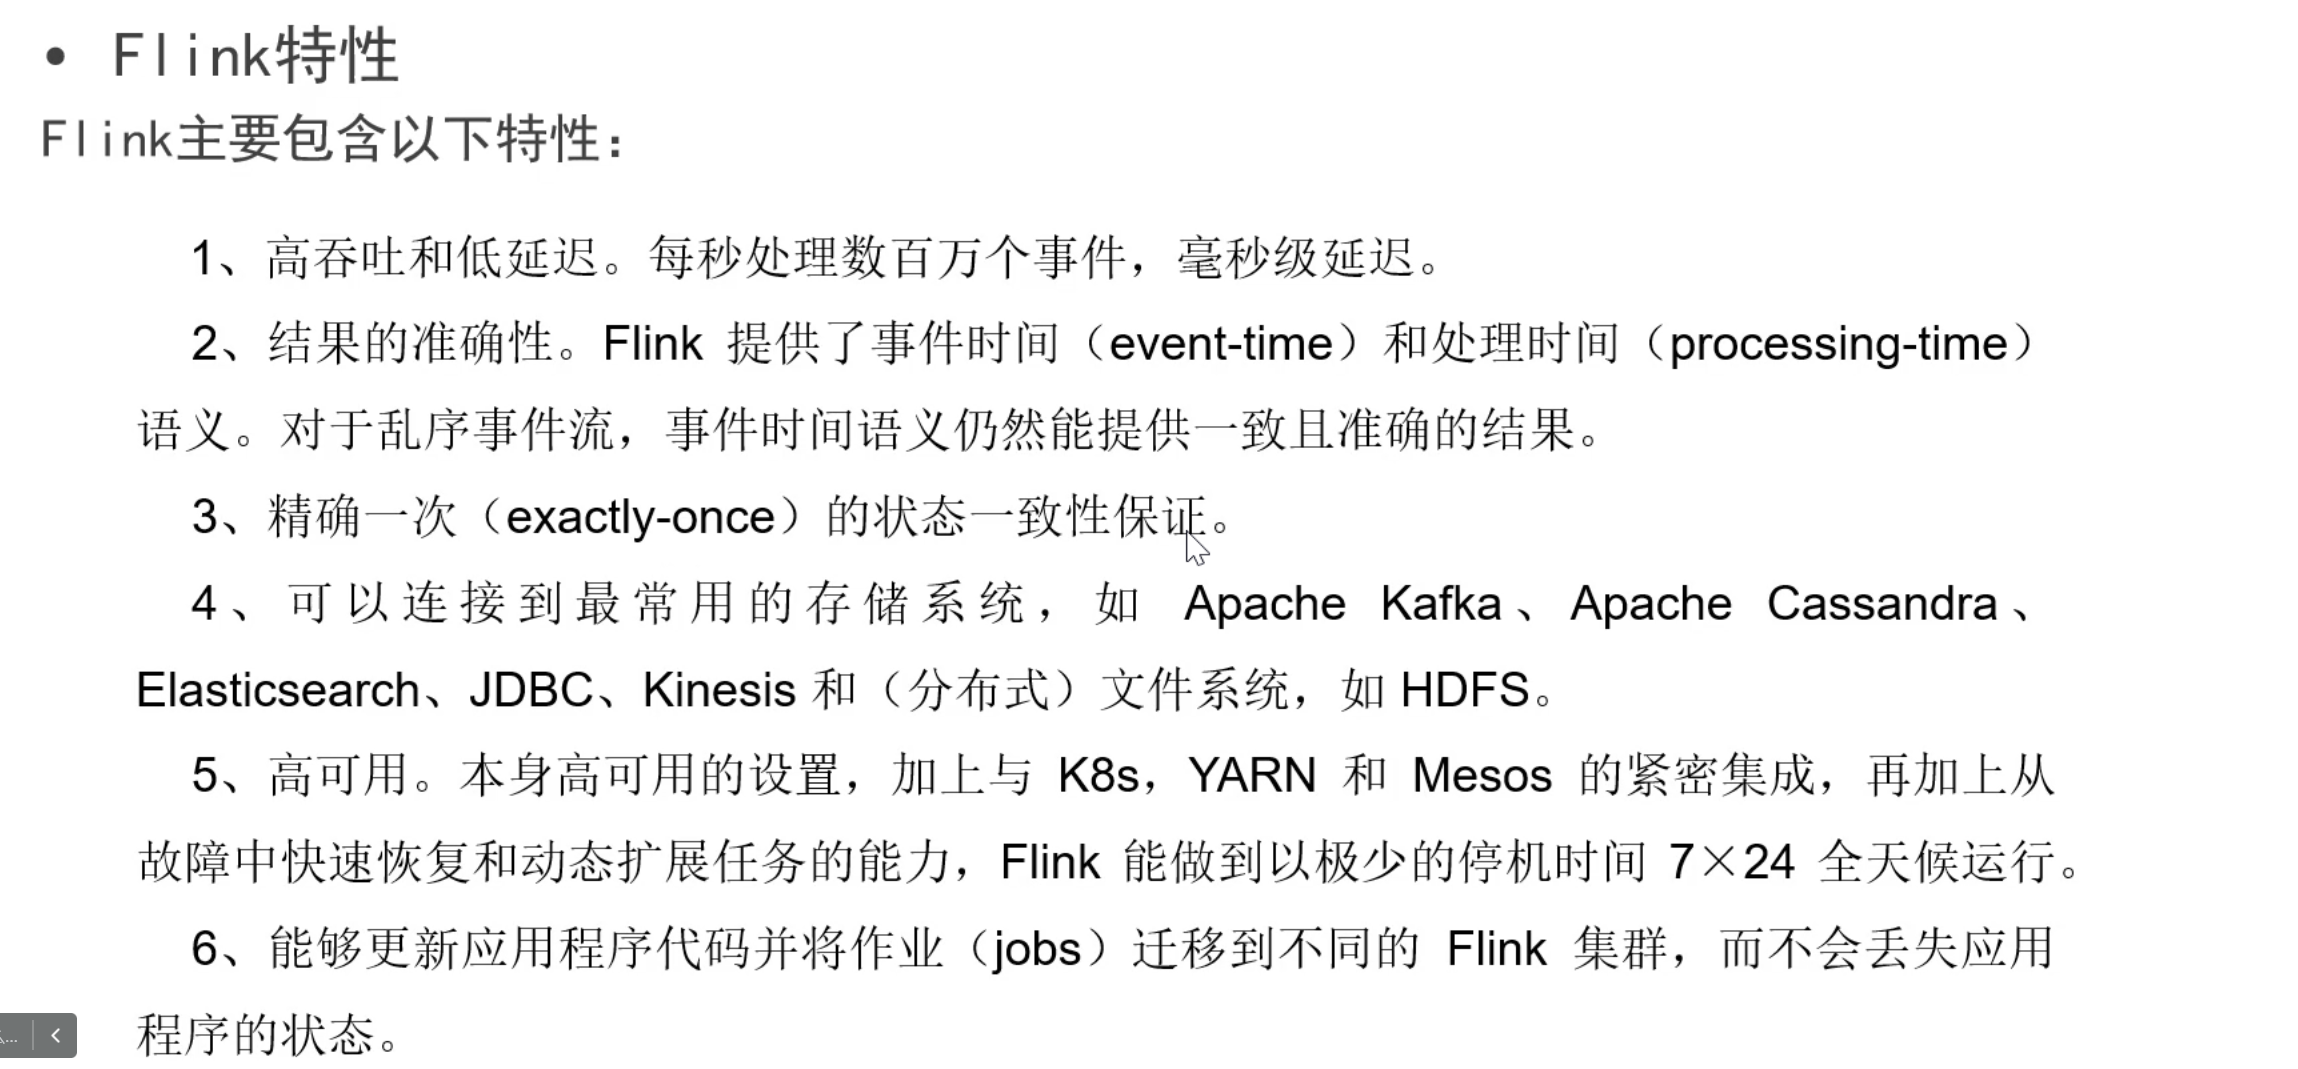 • Flink特性
Flink主要包含以下特性：
1、高吞吐和低延迟。每秒处理数百万个事件，毫秒级延迟。
2、结果的准确性。Flink 提供了事件时间（event-time）和处理时间（processing-time）
语义。对于乱序事件流，事件时间语义仍然能提供一致且准确的结果。
3、精确一次（exactly-once）的状态一致性保证。
4、可以连接到最常用的存储系统，如 Apache Kafka、Apache Cassandra、
Elasticsearch、JDBC、Kinesis 和（分布式）文件系统，如 HDFS。
5、高可用。本身高可用的设置，加上与 K8s，YARN 和 Mesos 的紧密集成，再加上从
故障中快速恢复和动态扩展任务的能力，Flink 能做到以极少的停机时间 7×24 全天候运行。
6、能够更新应用程序代码并将作业（jobs）迁移到不同的 Flink 集群，而不会丢失应用
程序的状态。